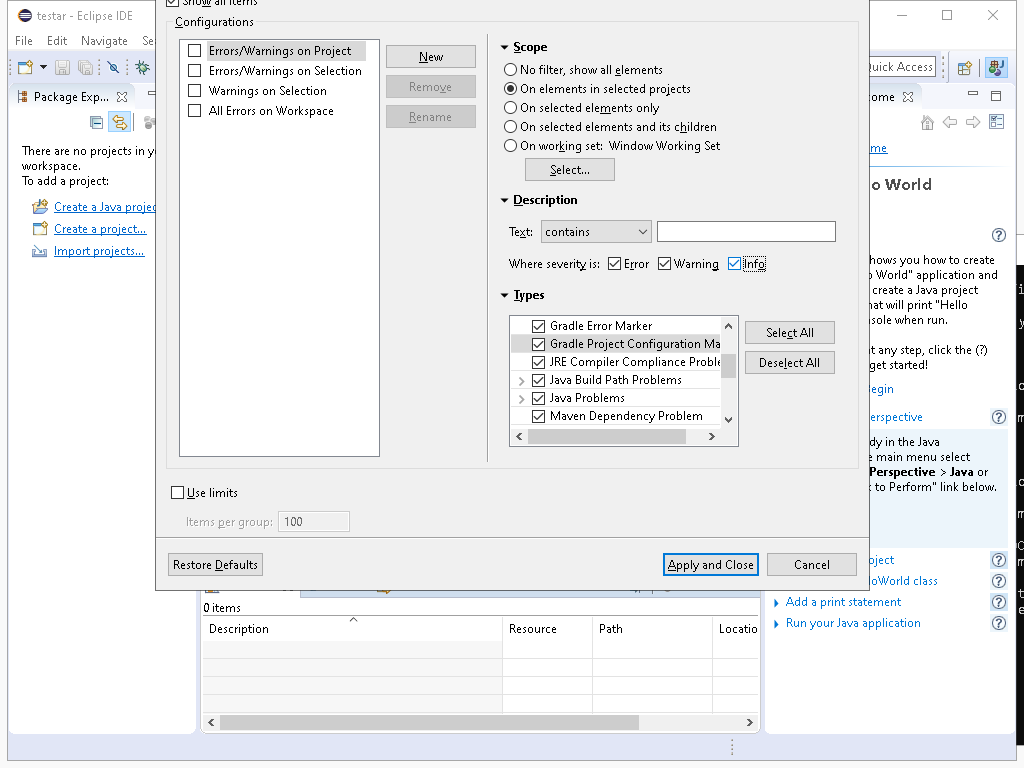 testar - Eclipse IDE
Show all items
File Edit Navigate
Quick Access
Package Exp...
There are no projects in
workspace.
To add a project:
Create a Java
Create a project...
Import projects...
Configurations
Errors/Warnings on Project
Errors/Warnings on Selection
Warnings on Selection
All Errors on Workspace
New
Remove
Rename
Scope
No filter, show all elements
On elements in selected projects
On selected elements only
On selected elements and its children
On working set: Window Working Set
Select...
Description
Text: contains
Where severity is: Error Warning Info
Types
Gradle Error Marker
Gradle Project Configuration Ma
JRE Compiler Compliance Proble
Java Build Path Problems
Java Problems
Maven Dependency Problem
Select All
Deselect All
Use limits
Items per group: 100
Restore Defaults
Apply and Close
Cancel
ome
me
o World
hows you how to create
o World" application and
create a Java project
hat will print "Hello
sole when run.
t any step, click the (?)
get started!
egin
erspective
dy in the Java
e main menu select
Perspective > Java or
k to Perform" link below.
oject
oWorld class
Add a print statement
Run your Java application
0 items
Description Resource Path Locatio